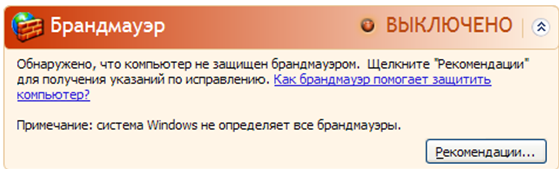 Брандмауэр ВЫКЛЮЧЕНО
Обнаружено, что компьютер не защищен брандмауэром. Щелкните "Рекомендации"
для получения указаний по исправлению. Как брандмауэр помогает защитить
компьютер?
Примечание: система Windows не определяет все брандмауэры.
Рекомендации...